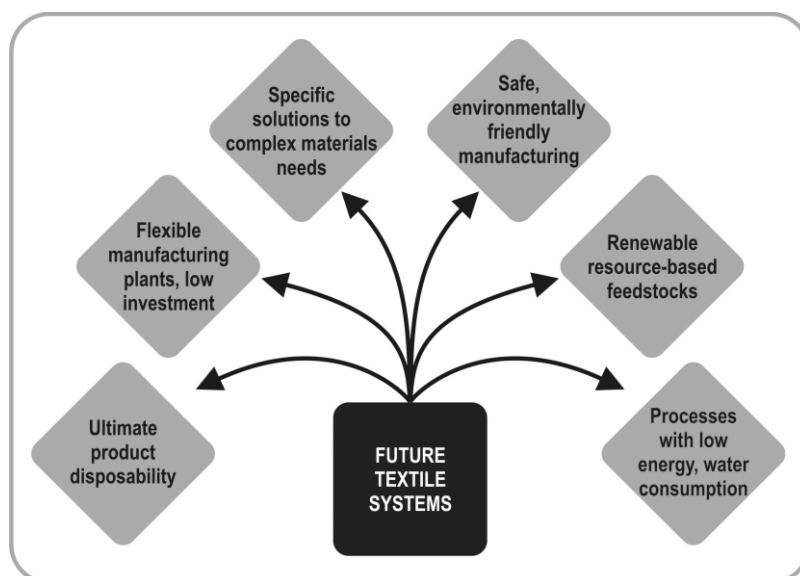 Specific
solutions to
complex materials
needs
Safe,
environmentally
friendly
manufacturing
Flexible
manufacturing
plants, low
investment
Renewable
resource-based
feedstocks
Ultimate
product
disposability
FUTURE
TEXTILE
SYSTEMS
Processes
with low
energy, water
consumption